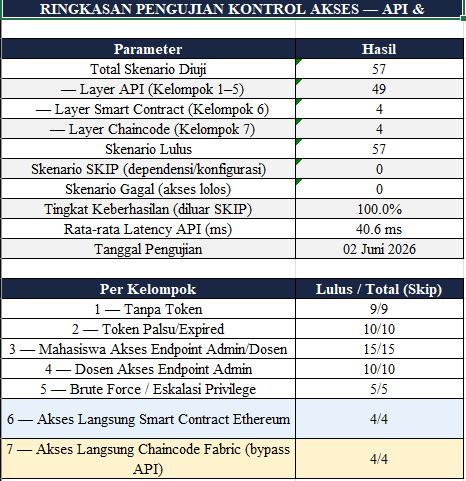 RINGKASAN PENGUJIAN KONTROL AKSES — API &
Parameter Hasil
Total Skenario Diuji 57
— Layer API (Kelompok 1–5) 49
— Layer Smart Contract (Kelompok 6) 4
— Layer Chaincode (Kelompok 7) 4
Skenario Lulus 57
Skenario SKIP (dependensi/konfigurasi) 0
Skenario Gagal (akses lolos) 0
Tingkat Keberhasilan (diluar SKIP) 100.0%
Rata-rata Latency API (ms) 40.6 ms
Tanggal Pengujian 02 Juni 2026
Per Kelompok Lulus / Total (Skip)
1 — Tanpa Token 9/9
2 — Token Palsu/Expired 10/10
3 — Mahasiswa Akses Endpoint Admin/Dosen 15/15
4 — Dosen Akses Endpoint Admin 10/10
5 — Brute Force / Eskalasi Privilege 5/5
6 — Akses Langsung Smart Contract Ethereum 4/4
7 — Akses Langsung Chaincode Fabric (bypass
API) 4/4